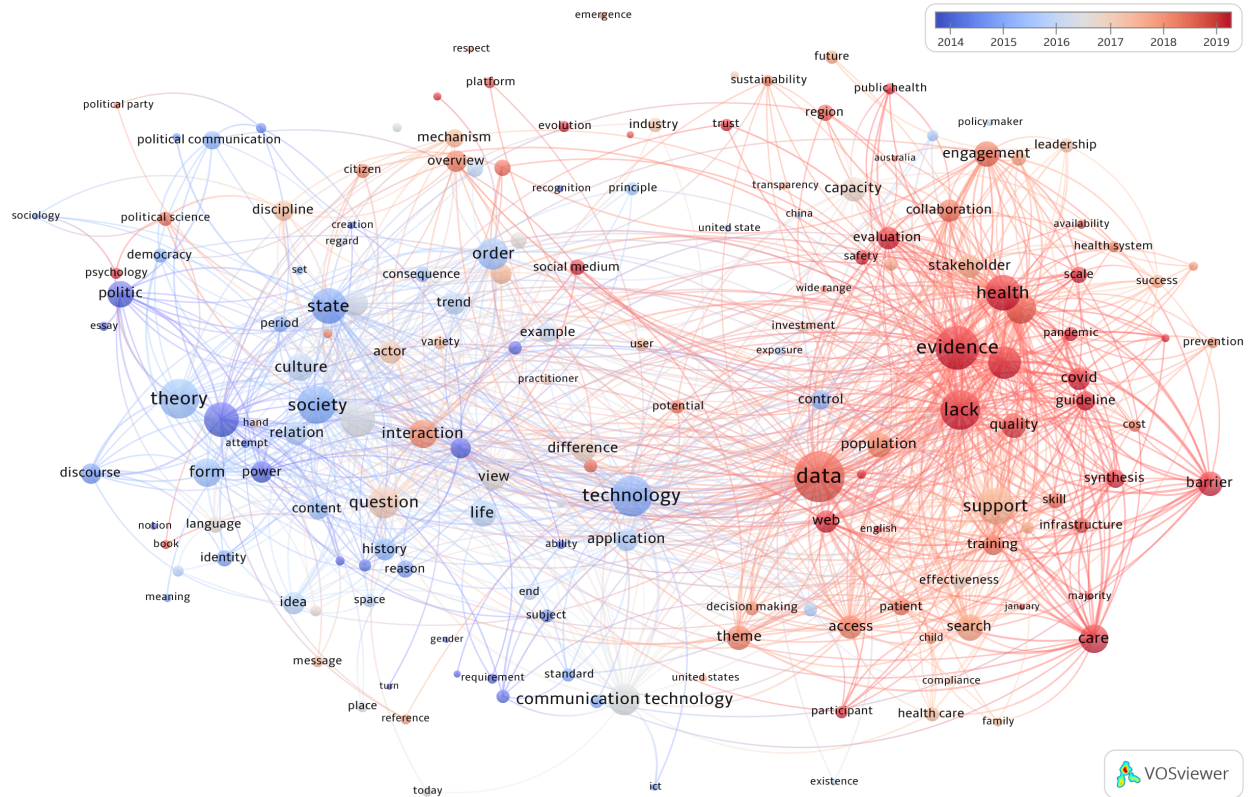 emergence
2014 2015 2016 2017 2018 2019
respect
future
platform
sustainability
public health
political party
region
evolution
industry
trust
policy maker
political communication
mechanism
leadership
engagement
overview
australia
citizen
recognition
principle
transparency
capacity
sociology
political science
discipline
collaboration
creation
china
united state
availability
regard
evaluation
health system
democracy
order
safety
psychology
set
consequence
social medium
stakeholder
scale
success
politic
wide range
health
state
trend
essay
period
example
investment
pandemic
variety
user
prevention
actor
exposure
evidence
culture
practitioner
covid
theory
society
potential
control
guideline
hand
lack
cost
relation
interaction
quality
attempt
difference
population
discourse
form
power
view
data
synthesis
barrier
technology
question
content
life
support
skill
notion
language
web
english
infrastructure
book
history
ability
application
training
identity
reason
effectiveness
meaning
idea
space
end
majority
subject
decision making
patient
january
gender
theme
access
search
child
care
message
requirement
standard
united states
compliance
turn
place
communication technology
participant
health care
reference
family
VOSviewer
today
ict
existence